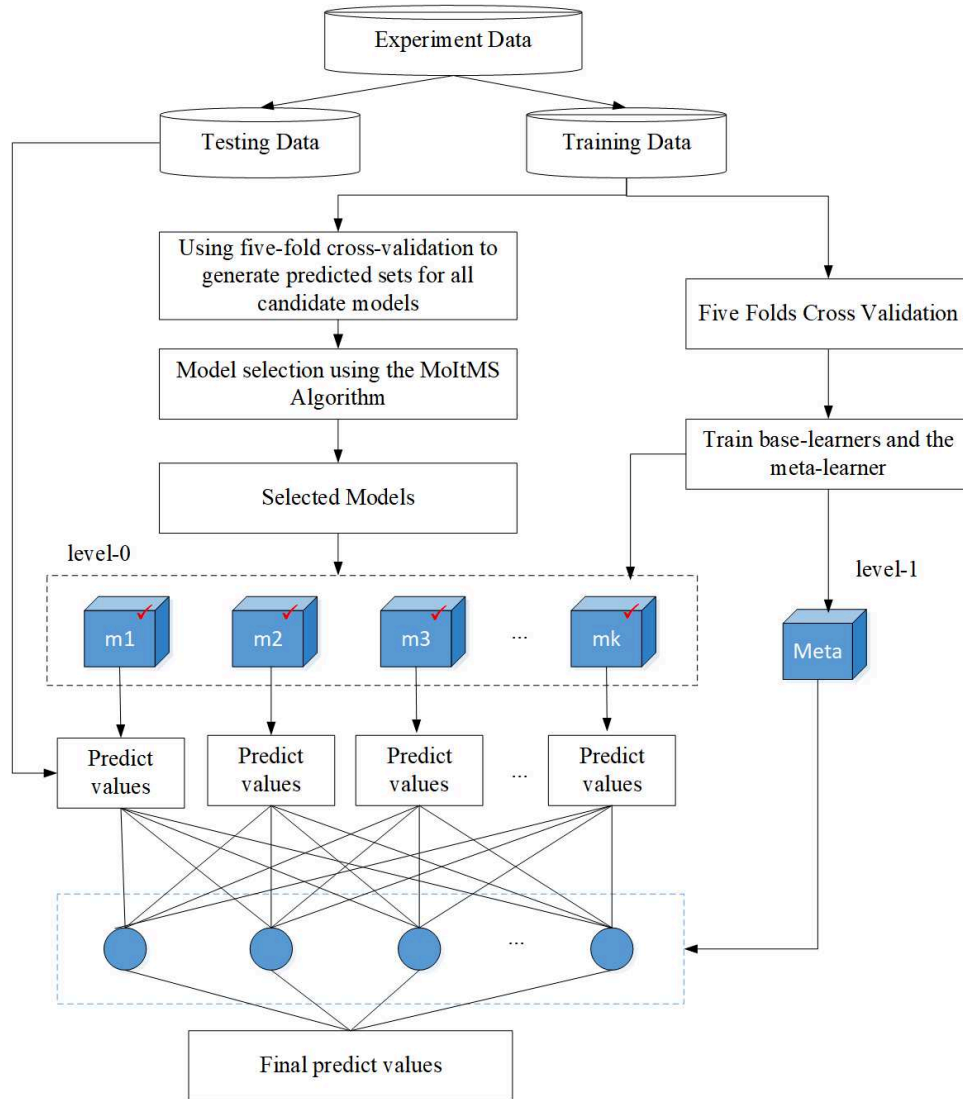 Experiment Data
Testing Data
Training Data
Using five-fold cross-validation to
generate predicted sets for all
candidate models
Five Folds Cross Validation
Model selection using the MoItMS
Algorithm
Train base-learners and the
meta-learner
Selected Models
level-0
level-1
m1
m2
m3
...
mk
Meta
Predict
values
Predict
values
Predict
values
...
Predict
values
...
Final predict values